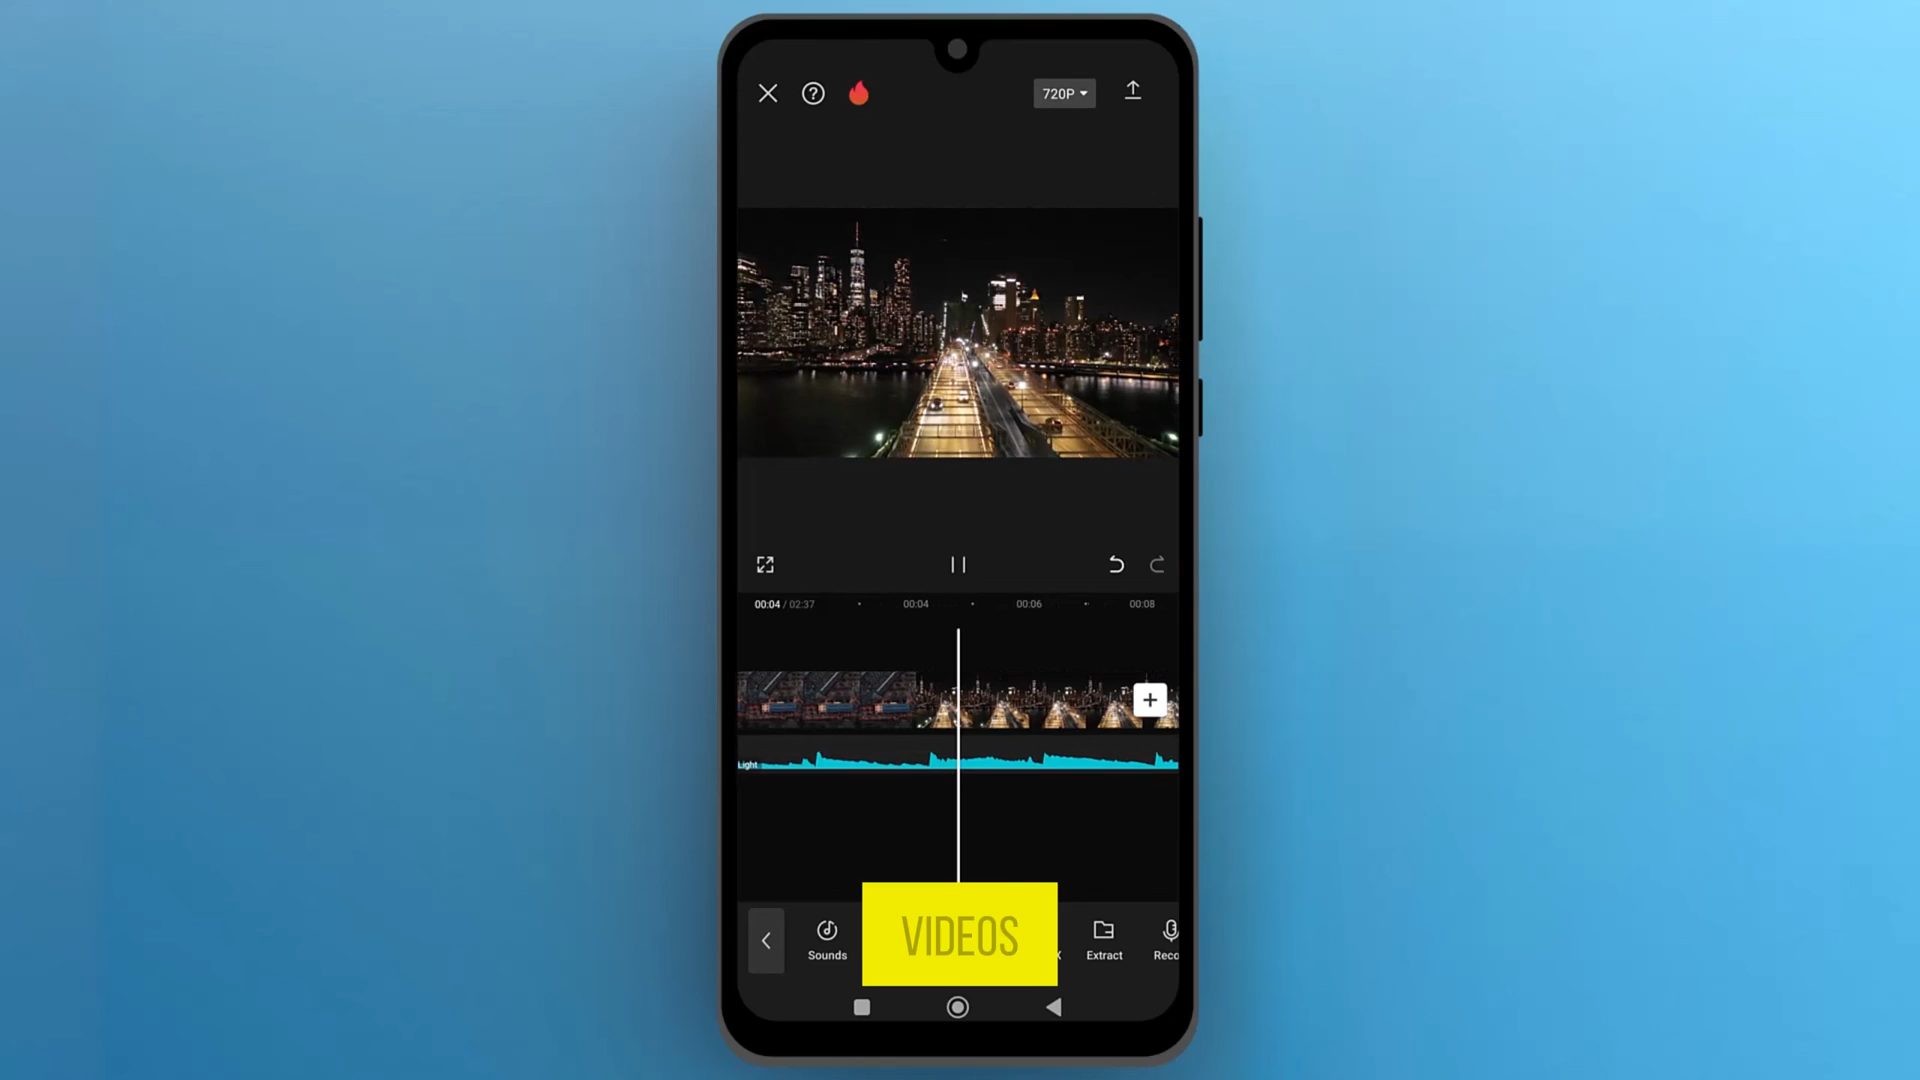 720P
00:04 / 02:37
00:04
00:06
00:08
Light
Sounds
Extract
Reco
VIDEOS